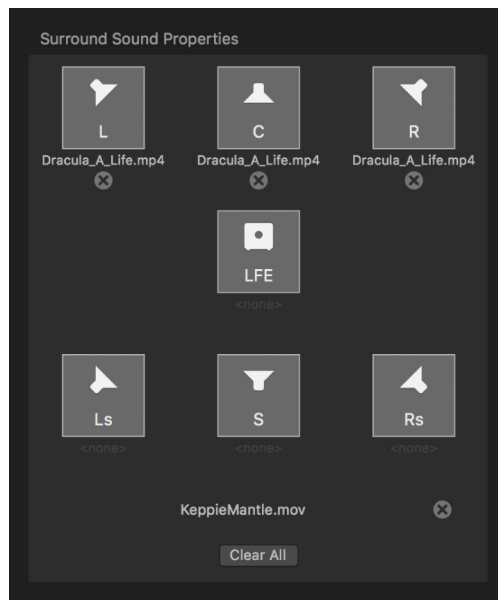 Surround Sound Properties
L C R
Dracula_A_Life.mp4 Dracula_A_Life.mp4 Dracula_A_Life.mp4
LFE
<none>
Ls S Rs
<none> <none> <none>
KeppieMantle.mov
Clear All